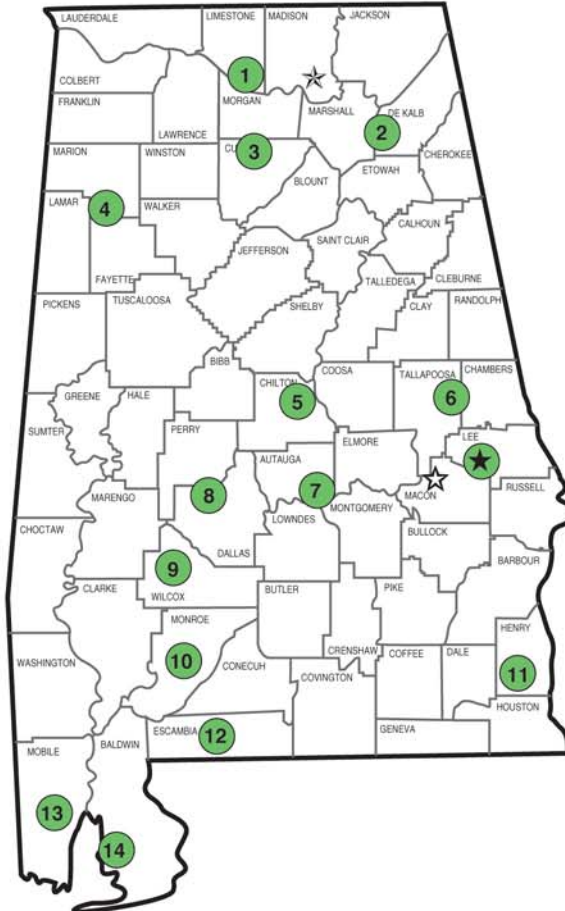 LAUDERDALE
LIMESTONE
MADISON
JACKSON
COLBERT
1
FRANKLIN
MORGAN
MARSHALL
DE KALB
2
LAWRENCE
3
CU
MARION
WINSTON
CHEROKEE
ETOWAH
BLOUNT
LAMAR
4
WALKER
CALHOUN
SAINT CLAIR
JEFFERSON
FAYETTE
TALLEDEGA
CLEBURNE
PICKENS
TUSCALOOSA
SHELBY
CLAY
RANDOLPH
BIBB
COOSA
TALLAPOOSA
CHAMBERS
CHILTON
GREENE
HALE
5
6
SUMTER
PERRY
ELMORE
LEE
AUTAUGA
8
7
MARENGO
MACON
RUSSELL
MONTGOMERY
LOWNDES
CHOCTAW
BULLOCK
DALLAS
BARBOUR
9
CLARKE
WILCOX
BUTLER
PIKE
MONROE
HENRY
10
CRENSHAW
COFFEE
DALE
WASHINGTON
CONECUH
11
COVINGTON
HOUSTON
ESCAMBIA
12
GENEVA
MOBILE
BALDWIN
13
14